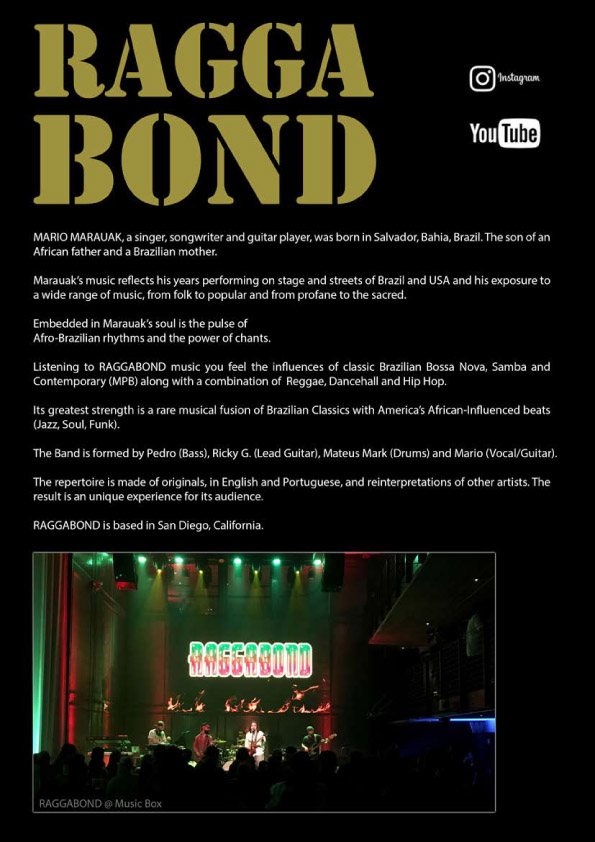 RAGGA
BOND
Instagram
YouTube
MARIO MARAUAK, a singer, songwriter and guitar player, was born in Salvador, Bahia, Brazil. The son of an
African father and a Brazilian mother.
Marauak's music reflects his years performing on stage and streets of Brazil and USA and his exposure to
a wide range of music, from folk to popular and from profane to the sacred.
Embedded in Marauak's soul is the pulse of
Afro-Brazilian rhythms and the power of chants.
Listening to RAGGABOND music you feel the influences of classic Brazilian Bossa Nova, Samba and
Contemporary (MPB) along with a combination of Reggae, Dancehall and Hip Hop.
Its greatest strength is a rare musical fusion of Brazilian Classics with America's African-Influenced beats
(Jazz, Soul, Funk).
The Band is formed by Pedro (Bass), Ricky G. (Lead Guitar), Mateus Mark (Drums) and Mario (Vocal/Guitar).
The repertoire is made of originals, in English and Portuguese, and reinterpretations of other artists. The
result is an unique experience for its audience.
RAGGABOND is based in San Diego, California.
RAGGABOND
RAGGABOND @ Music Box